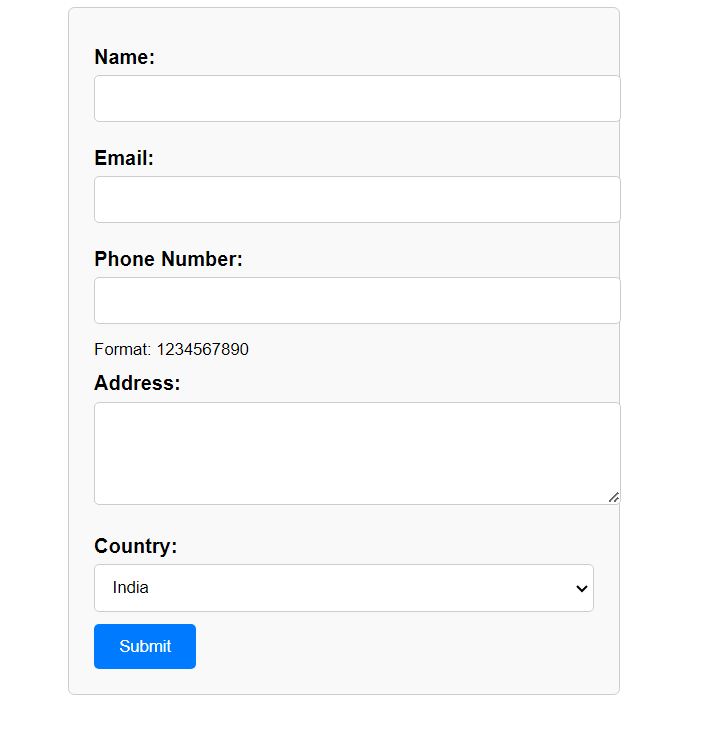 Name:
Email:
Phone Number:
Format: 1234567890
Address:
Country:
India
Submit